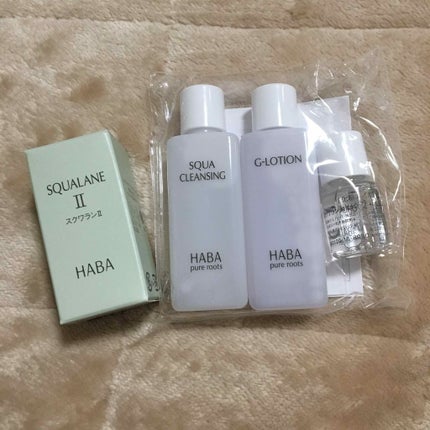 SQUALANE
II
スクワランII
HABA
SQUA
CLEANSING
HABA
pure roots
G-LOTION
HABA
pure roots